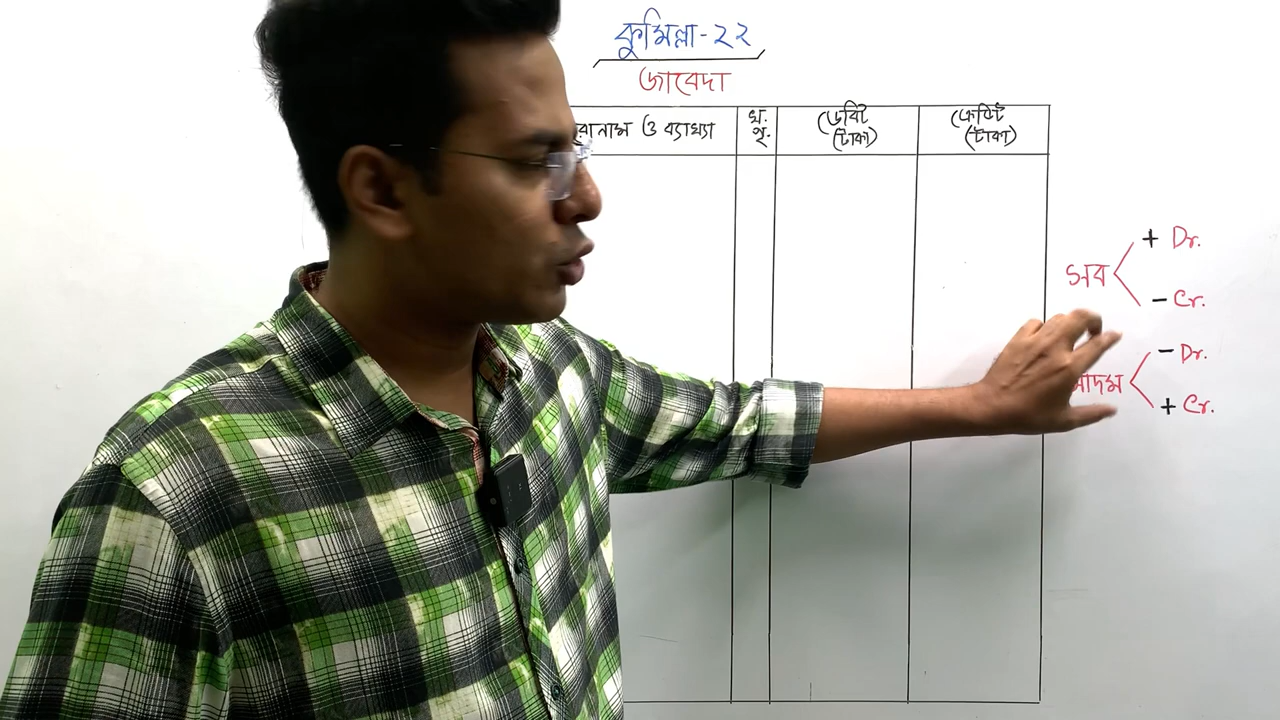 কুমিল্লা-২২
জাবেদা
ও ব্যাখ্যা
খ. পৃ.
ডেবিট (টাকা)
ক্রেডিট (টাকা)
সব
+ Dr.
- Cr.
- Dr.
+ Cr.